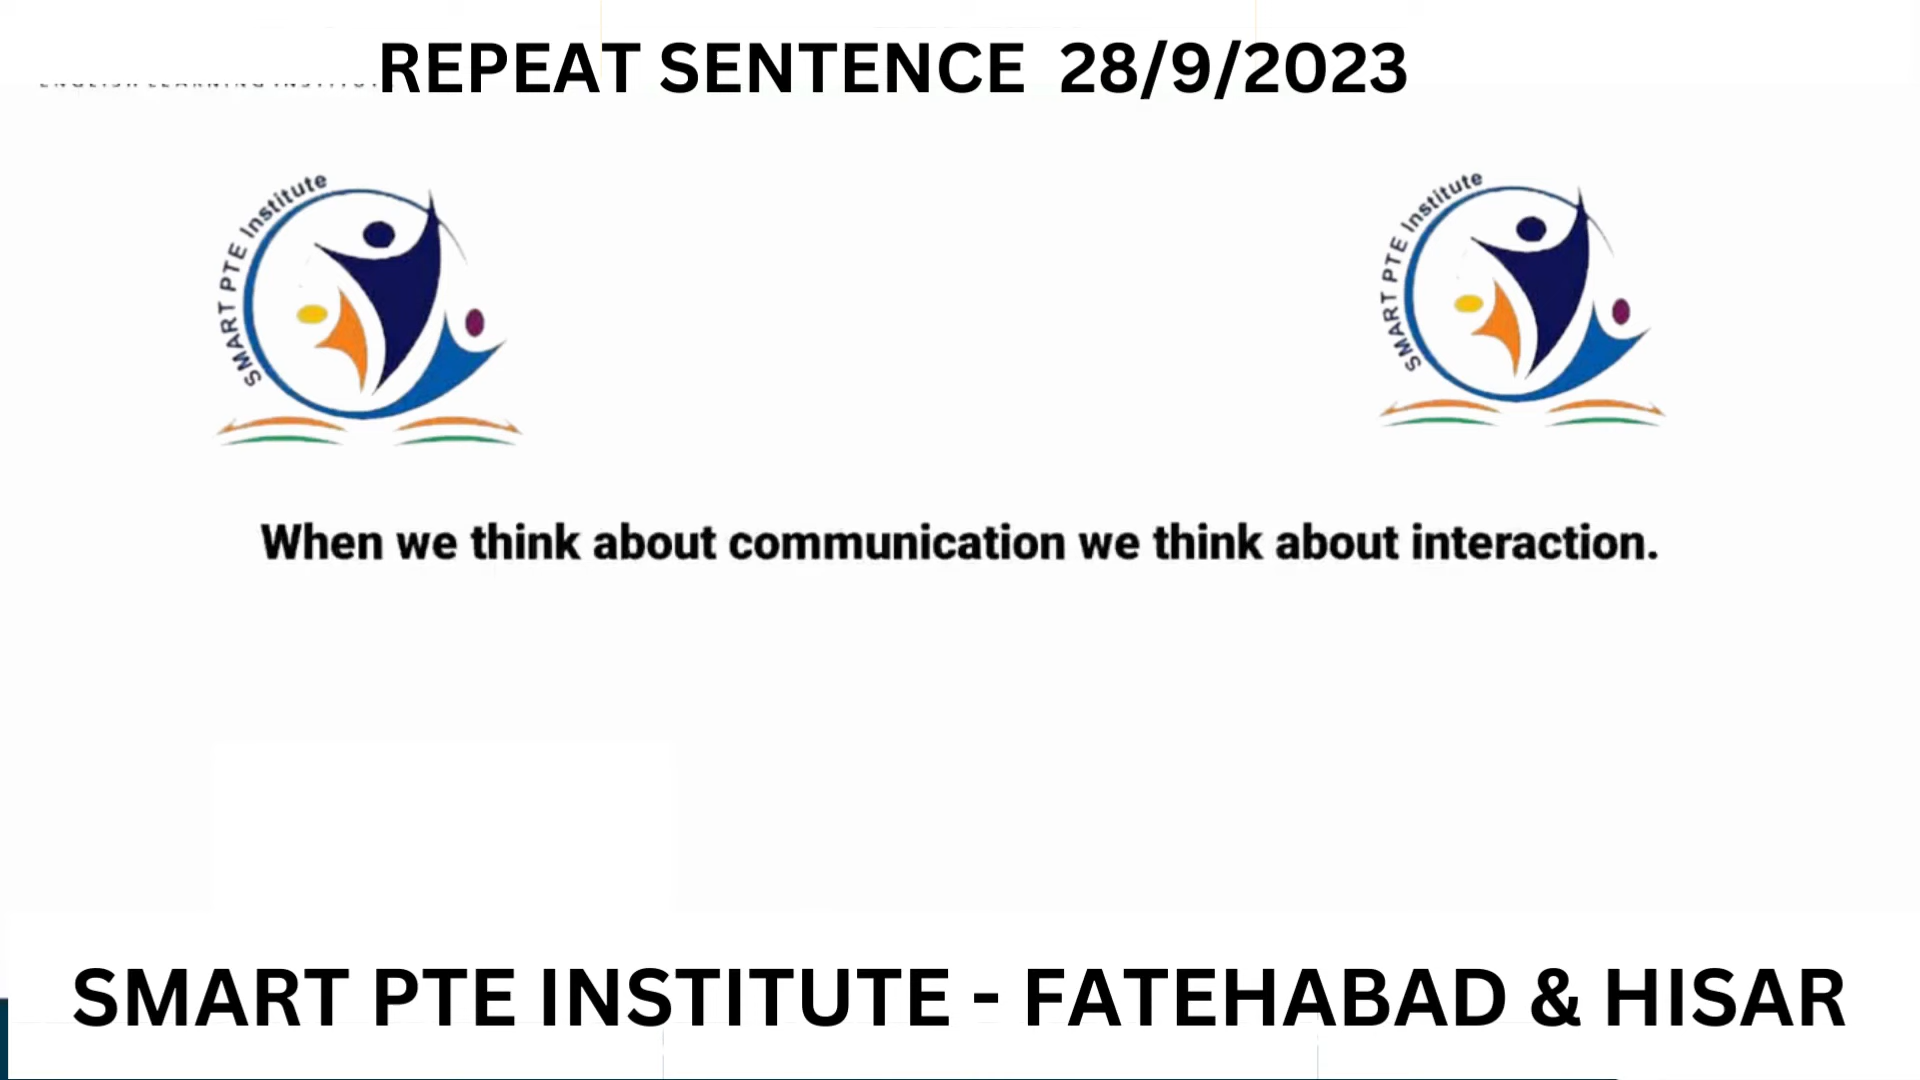 REPEAT SENTENCE 28/9/2023
SMART PTE Institute
SMART PTE Institute
When we think about communication we think about interaction.
SMART PTE INSTITUTE - FATEHABAD & HISAR